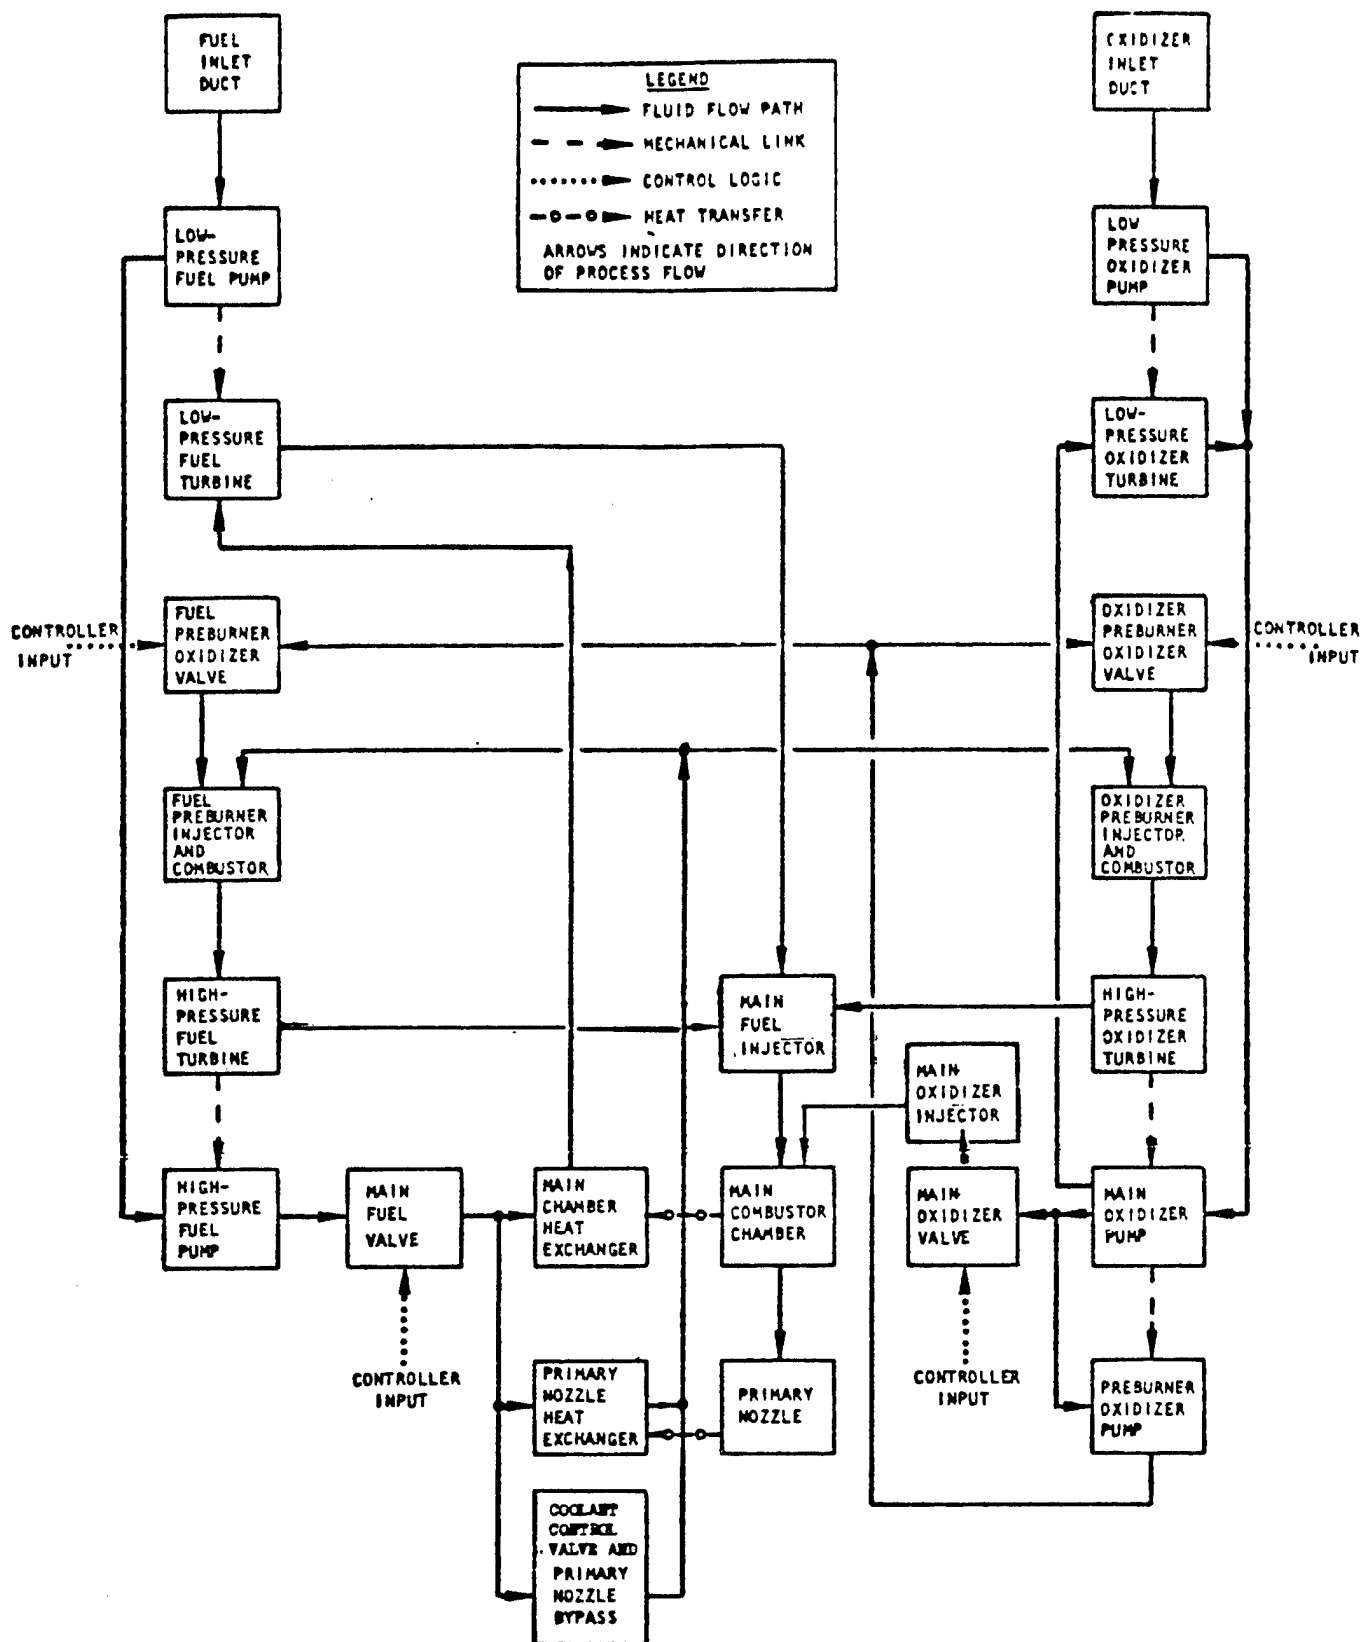 FUEL
INLET
DUCT
OXIDIZER
INLET
DUCT
LEGEND
FLUID FLOW PATH
MECHANICAL LINK
CONTROL LOGIC
HEAT TRANSFER
ARROWS INDICATE DIRECTION
OF PROCESS FLOW
LOW-
PRESSURE
FUEL PUMP
LOW
PRESSURE
OXIDIZER
PUMP
LOW-
PRESSURE
FUEL
TURBINE
LOW-
PRESSURE
OXIDIZER
TURBINE
CONTROLLER
INPUT
FUEL
PREBURNER
OXIDIZER
VALVE
OXIDIZER
PREBURNER
OXIDIZER
VALVE
CONTROLLER
INPUT
FUEL
PREBURNER
INJECTOR
AND
COMBUSTOR
OXIDIZER
PREBURNER
INJECTOR
AND
COMBUSTOR
HIGH-
PRESSURE
FUEL
TURBINE
MAIN
FUEL
INJECTOR
HIGH-
PRESSURE
OXIDIZER
TURBINE
MAIN
OXIDIZER
INJECTOR
HIGH-
PRESSURE
FUEL
PUMP
MAIN
FUEL
VALVE
MAIN
CHAMBER
HEAT
EXCHANGER
MAIN
COMBUSTOR
CHAMBER
MAIN
OXIDIZER
VALVE
MAIN
OXIDIZER
PUMP
CONTROLLER
INPUT
PRIMARY
NOZZLE
HEAT
EXCHANGER
PRIMARY
NOZZLE
CONTROLLER
INPUT
PREBURNER
OXIDIZER
PUMP
COOLANT
CONTROL
VALVE AND
PRIMARY
NOZZLE
BYPASS